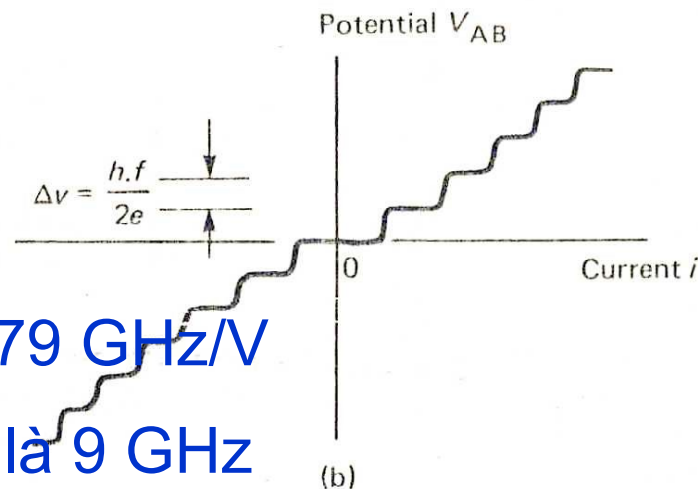 Potential V_AB
Δv = h.f / 2e
0
Current i
79 GHz/V
là 9 GHz
(b)